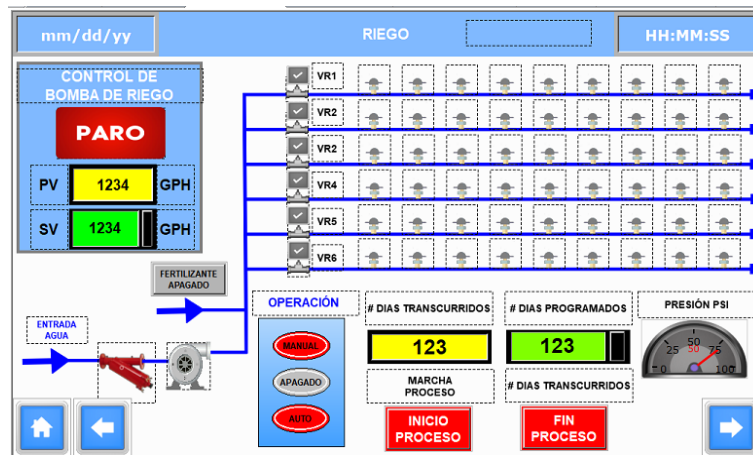 mm/dd/yy
RIEGO
HH:MM:SS
CONTROL DE
BOMBA DE RIEGO
PARO
PV 1234 GPH
SV 1234 GPH
VR1
VR2
VR2
VR4
VR5
VR6
FERTILIZANTE
APAGADO
ENTRADA
AGUA
OPERACIÓN
MANUAL
APAGADO
AUTO
# DIAS TRANSCURRIDOS
123
MARCHA
PROCESO
INICIO
PROCESO
# DIAS PROGRAMADOS
123
# DIAS TRANSCURRIDOS
FIN
PROCESO
PRESIÓN PSI
0 25 50 75 100
50